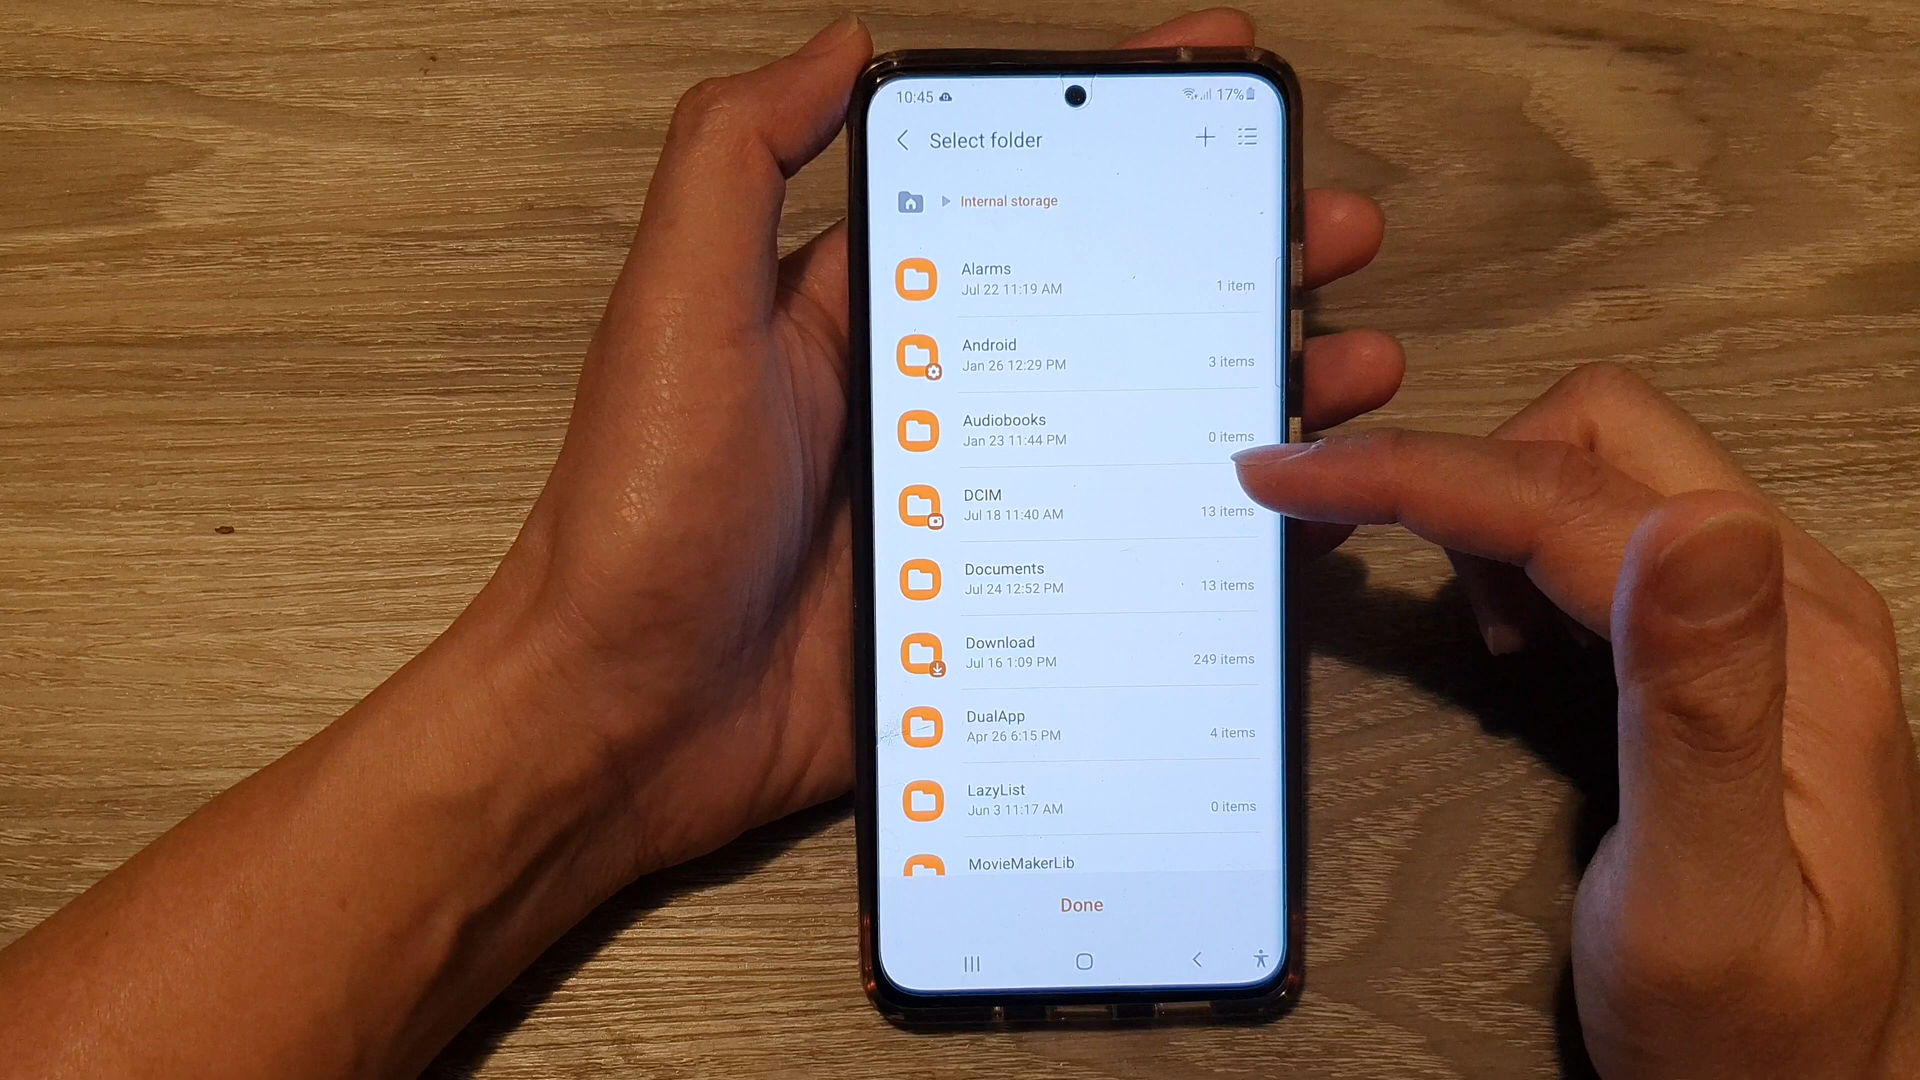 10:45
17%
Select folder
Internal storage
Alarms
Jul 22 11:19 AM
1 item
Android
Jan 26 12:29 PM
3 items
Audiobooks
Jan 23 11:44 PM
0 items
DCIM
Jul 18 11:40 AM
13 items
Documents
Jul 24 12:52 PM
13 items
Download
Jul 16 1:09 PM
249 items
DualApp
Apr 26 6:15 PM
4 items
LazyList
Jun 3 11:17 AM
0 items
MovieMakerLib
Done